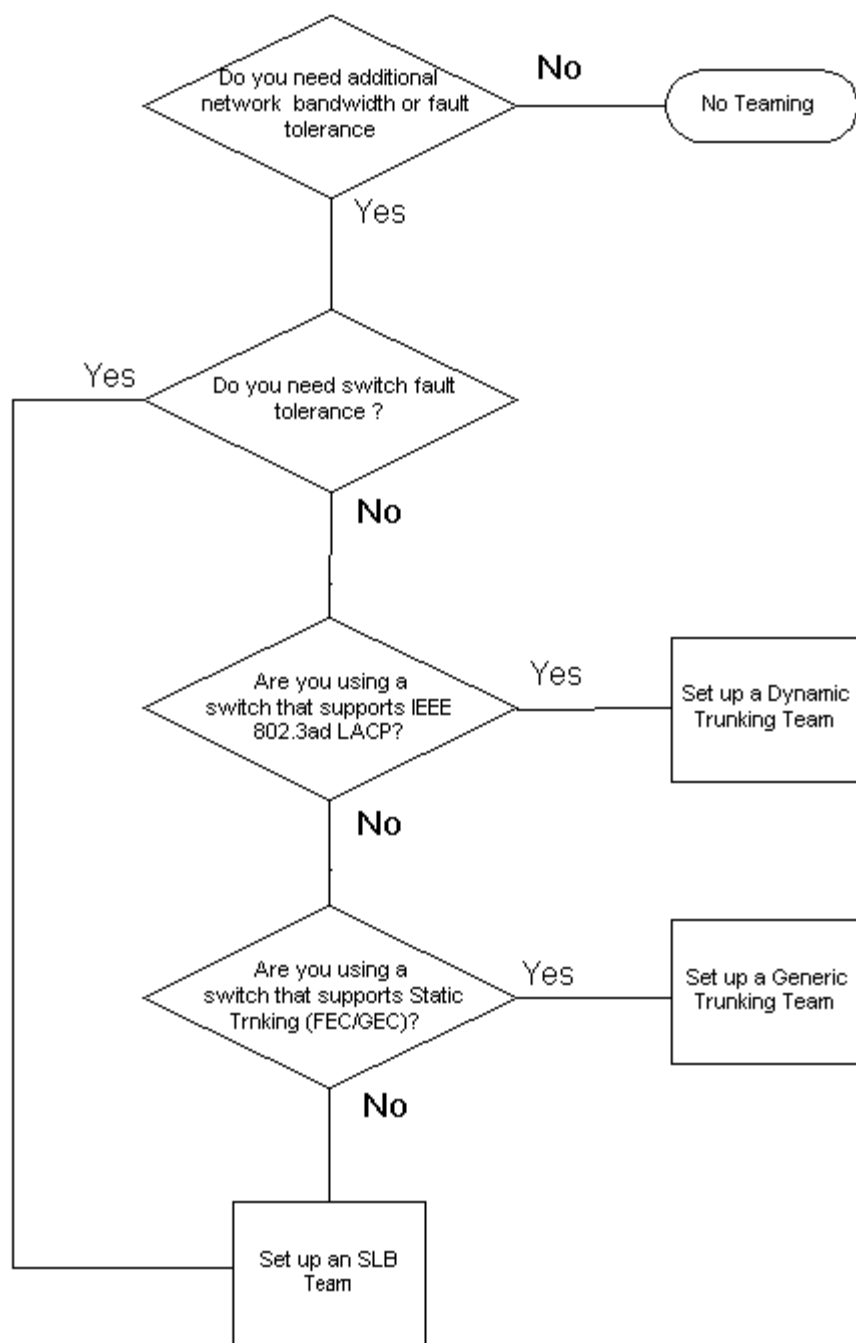 Do you need additional
network bandwidth or fault
tolerance
No
No Teaming
Yes
Yes
Do you need switch fault
tolerance ?
No
Are you using a
switch that supports IEEE
802.3ad LACP?
Yes
Set up a Dynamic
Trunking Team
No
Are you using a
switch that supports Static
Trnking (FEC/GEC)?
Yes
Set up a Generic
Trunking Team
No
Set up an SLB
Team